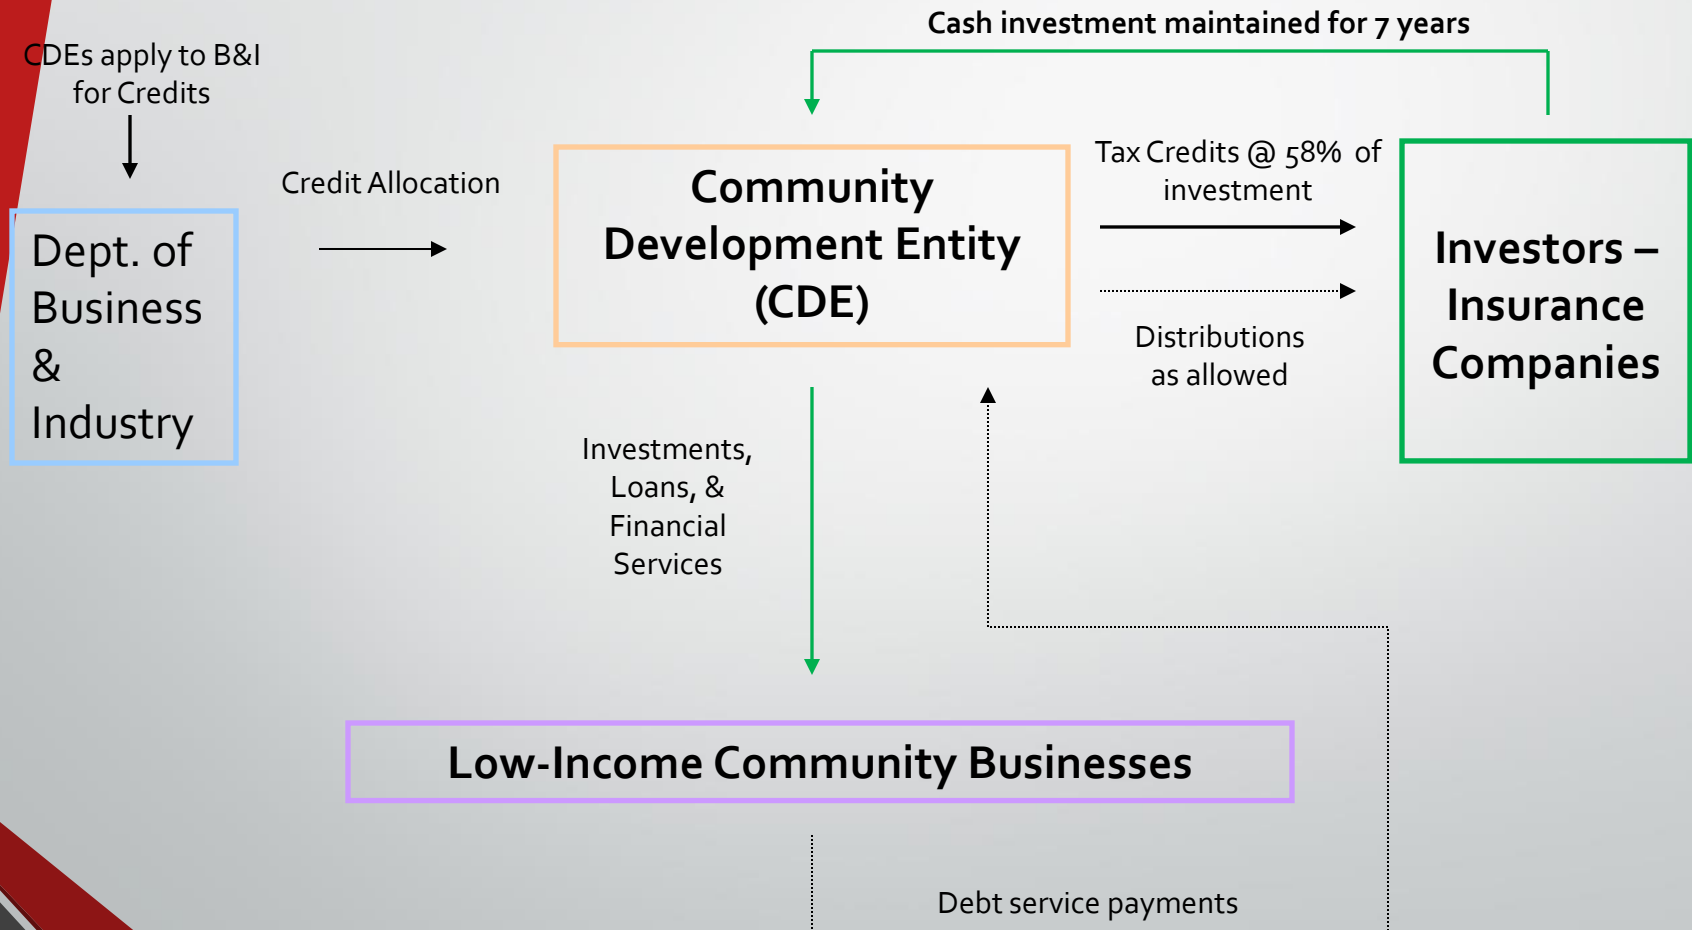 Cash investment maintained for 7 years
CDEs apply to B&I
for Credits
Credit Allocation
Dept. of
Business
&
Industry
Community
Development Entity
(CDE)
Tax Credits @ 58% of
investment
Distributions
as allowed
Investors –
Insurance
Companies
Investments,
Loans, &
Financial
Services
Low-Income Community Businesses
Debt service payments